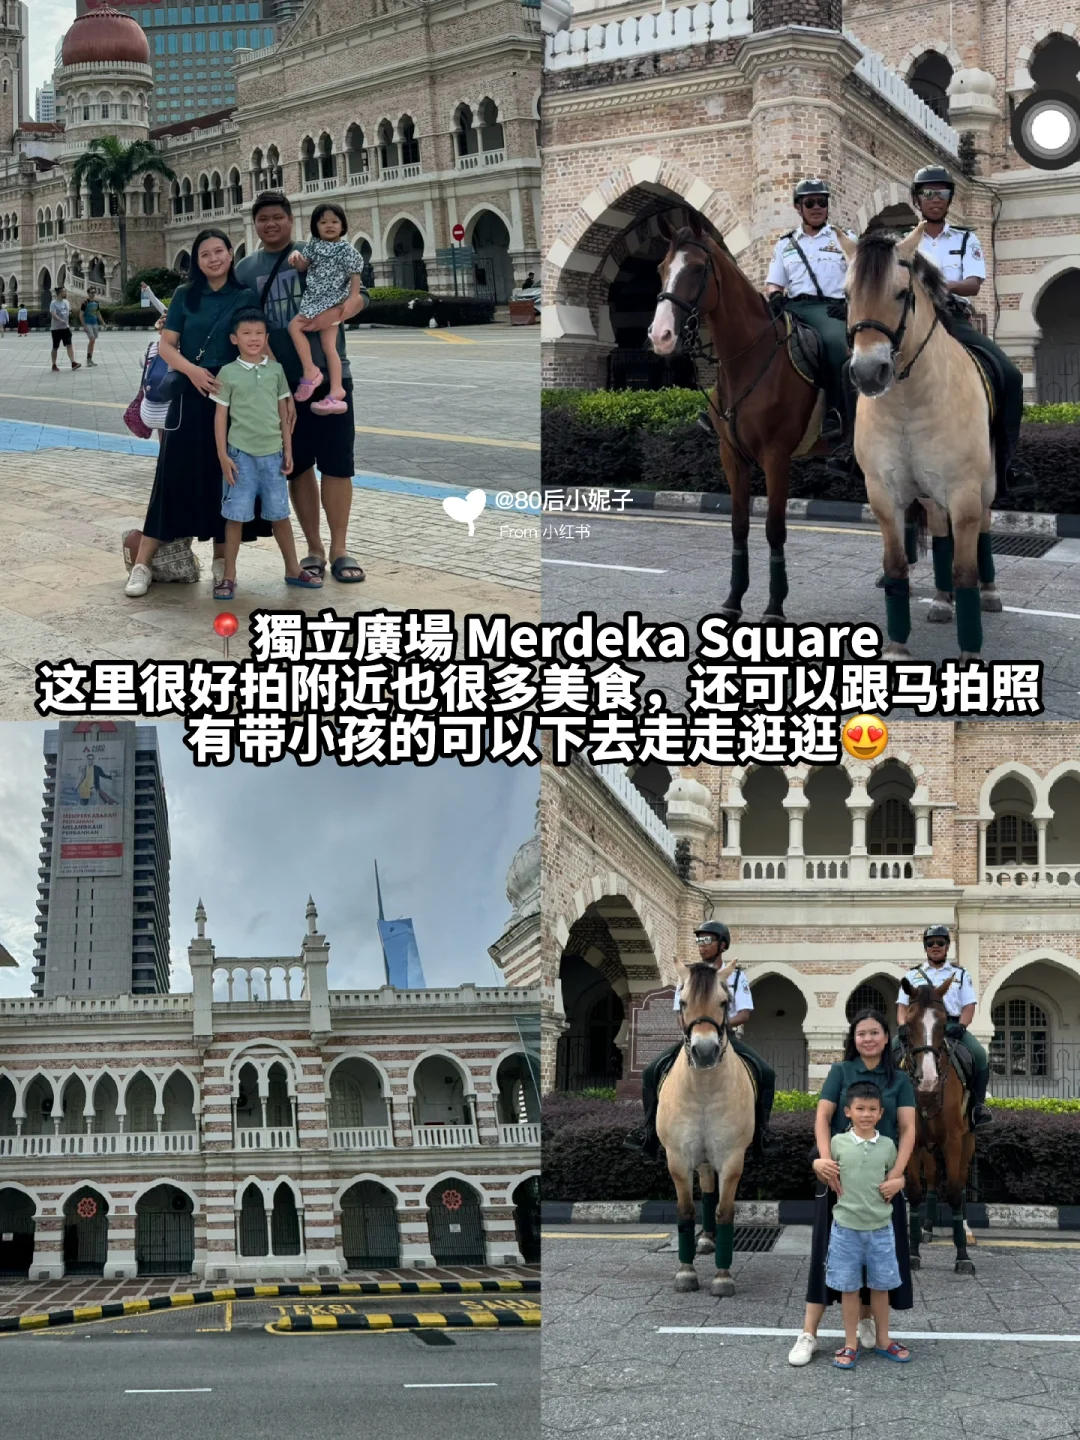 @80后小妮子
From 小红书
📍獨立廣場 Merdeka Square
这里很好拍附近也很多美食，还可以跟马拍照
有带小孩的可以下去走走逛逛😍
MELANGKAUI
PERBANKAN
TEKSI